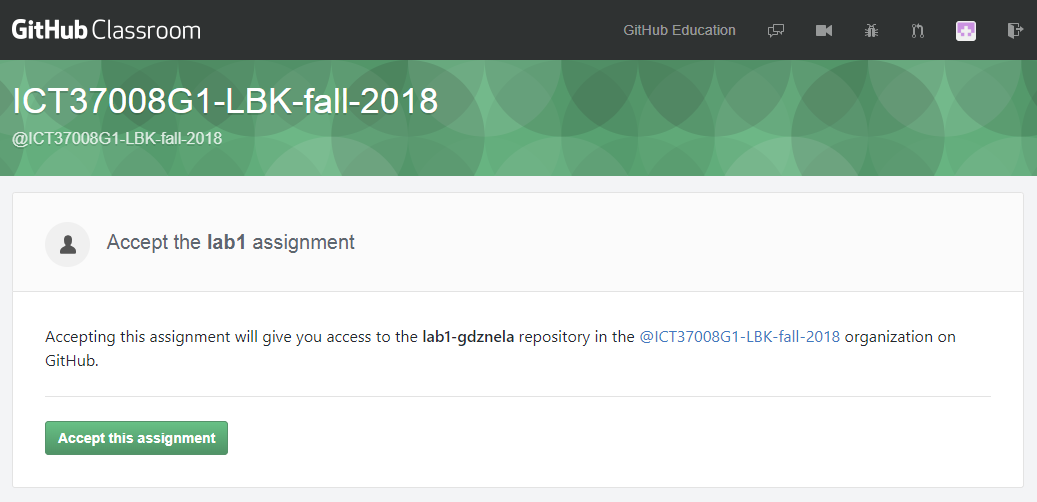 GitHub Classroom
GitHub Education
ICT37008G1-LBK-fall-2018
@ICT37008G1-LBK-fall-2018
Accept the lab1 assignment
Accepting this assignment will give you access to the lab1-gdznela repository in the @ICT37008G1-LBK-fall-2018 organization on
GitHub.
Accept this assignment